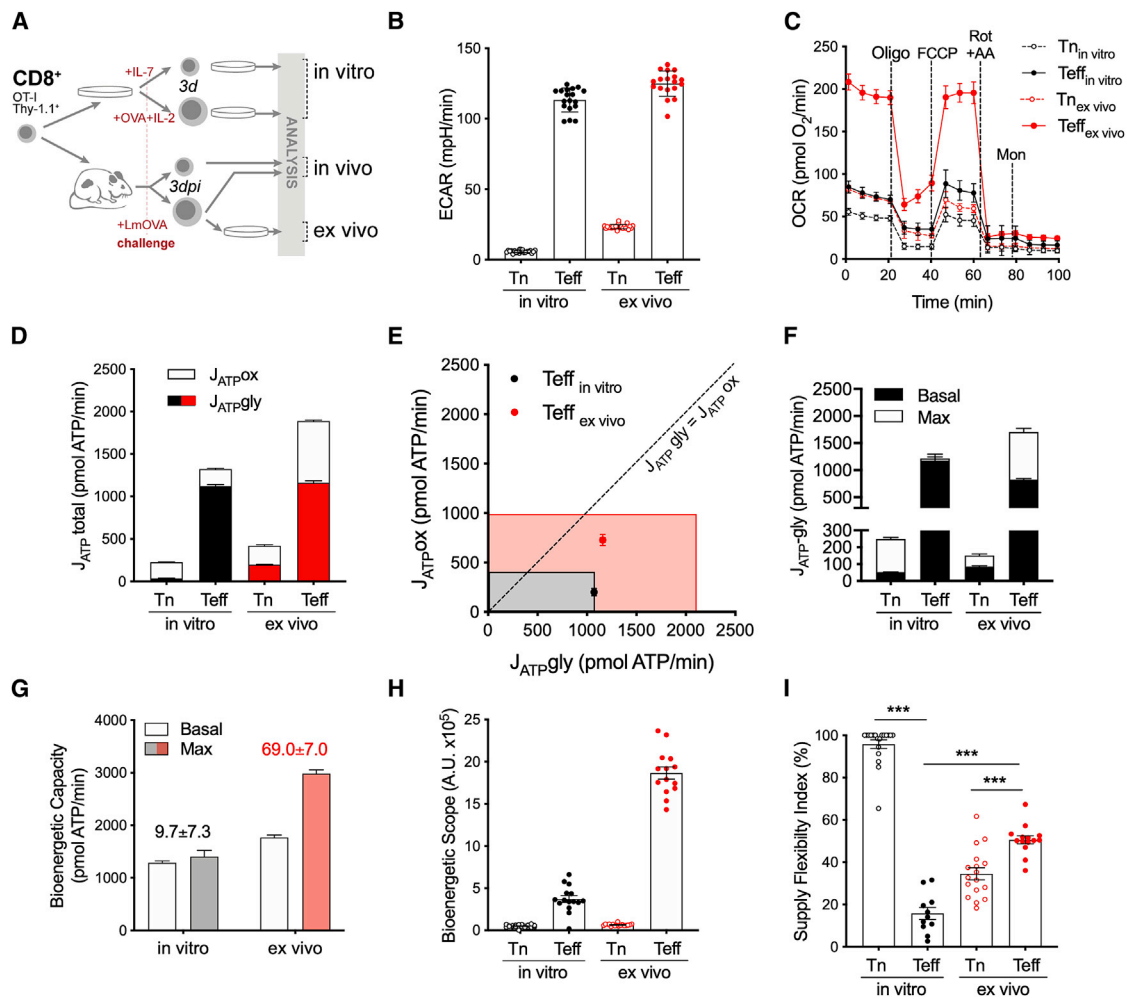 A
CD8+
OT-I
Thy-1.1+
+IL-7
3d
+OVA+IL-2
3dpi
+LmOVA
challenge
ANALYSIS
in vitro
in vivo
ex vivo
B
ECAR (mpH/min)
150
100
50
0
Tn Teff Tn Teff
in vitro ex vivo
C
OCR (pmol O2/min)
250
200
150
100
50
0
Oligo FCCP Rot
+AA
Mon
0 20 40 60 80 100
Time (min)
Tn in vitro
Teff in vitro
Tn ex vivo
Teff ex vivo
D
JATP total (pmol ATP/min)
2500
2000
1500
1000
500
0
JATPox
JATPgly
Tn Teff Tn Teff
in vitro ex vivo
E
JATPox (pmol ATP/min)
2500
2000
1500
1000
500
0
Teff in vitro
Teff ex vivo
JATP gly = JATP ox
0 500 1000 1500 2000 2500
JATPgly (pmol ATP/min)
F
JATP-gly (pmol ATP/min)
2500
2000
1500
1000
500
300
200
100
0
Basal
Max
Tn Teff Tn Teff
in vitro ex vivo
G
Bioenergetic Capacity
(pmol ATP/min)
4000
3000
2000
1000
0
Basal
Max
69.0±7.0
9.7±7.3
in vitro ex vivo
H
Bioenergetic Scope (A.U. x105)
25
20
15
10
5
0
Tn Teff Tn Teff
in vitro ex vivo
I
Supply Flexibilty Index (%)
100
80
60
40
20
0
***
***
***
Tn Teff Tn Teff
in vitro ex vivo